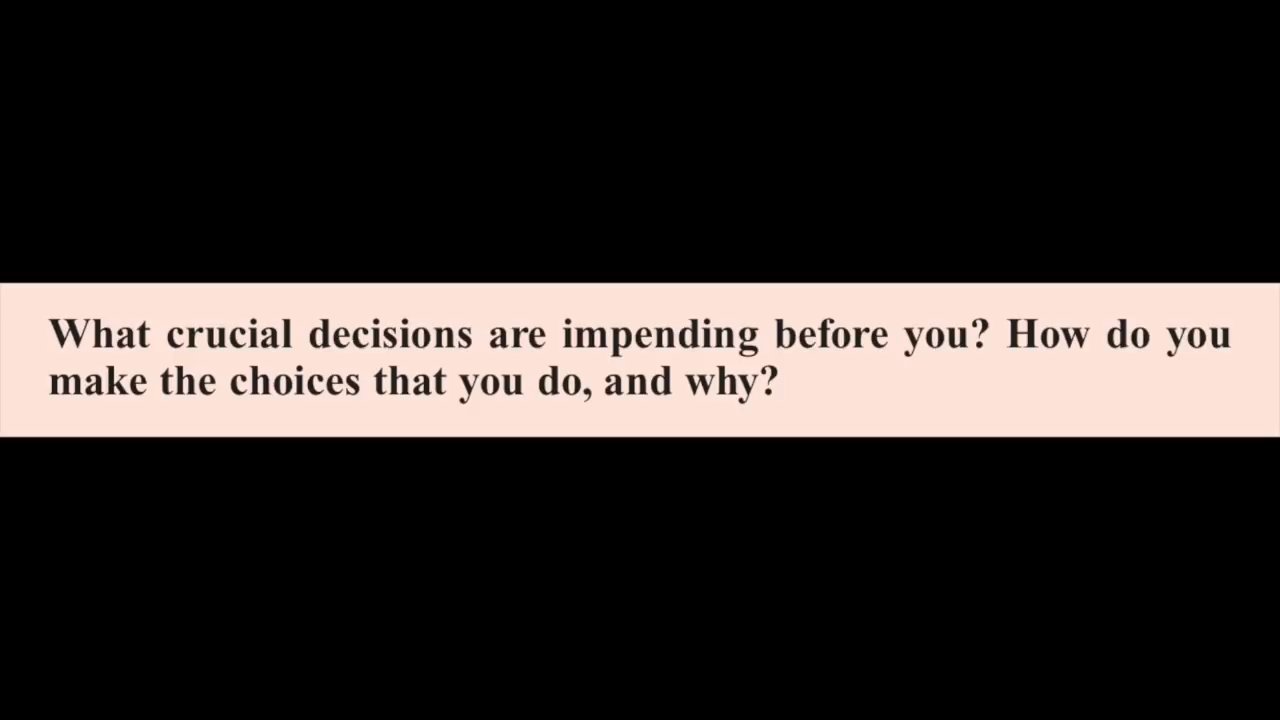 What crucial decisions are impending before you? How do you
make the choices that you do, and why?